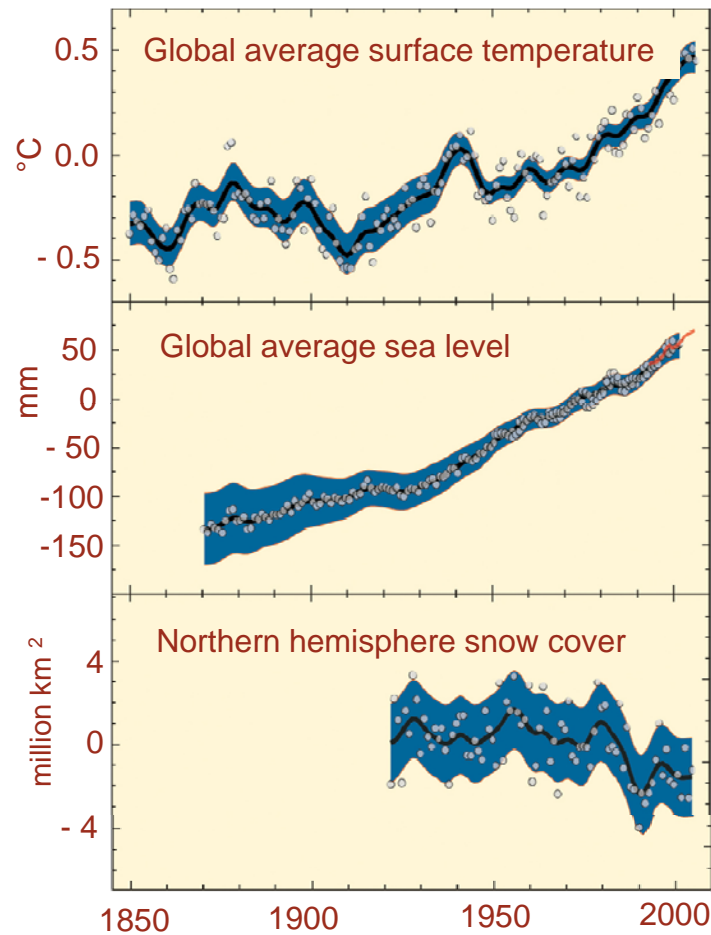 Global average surface temperature
0.5
0.0
- 0.5
°C
Global average sea level
50
0
- 50
-100
-150
mm
Northern hemisphere snow cover
4
0
- 4
million km ²
1850 1900 1950 2000